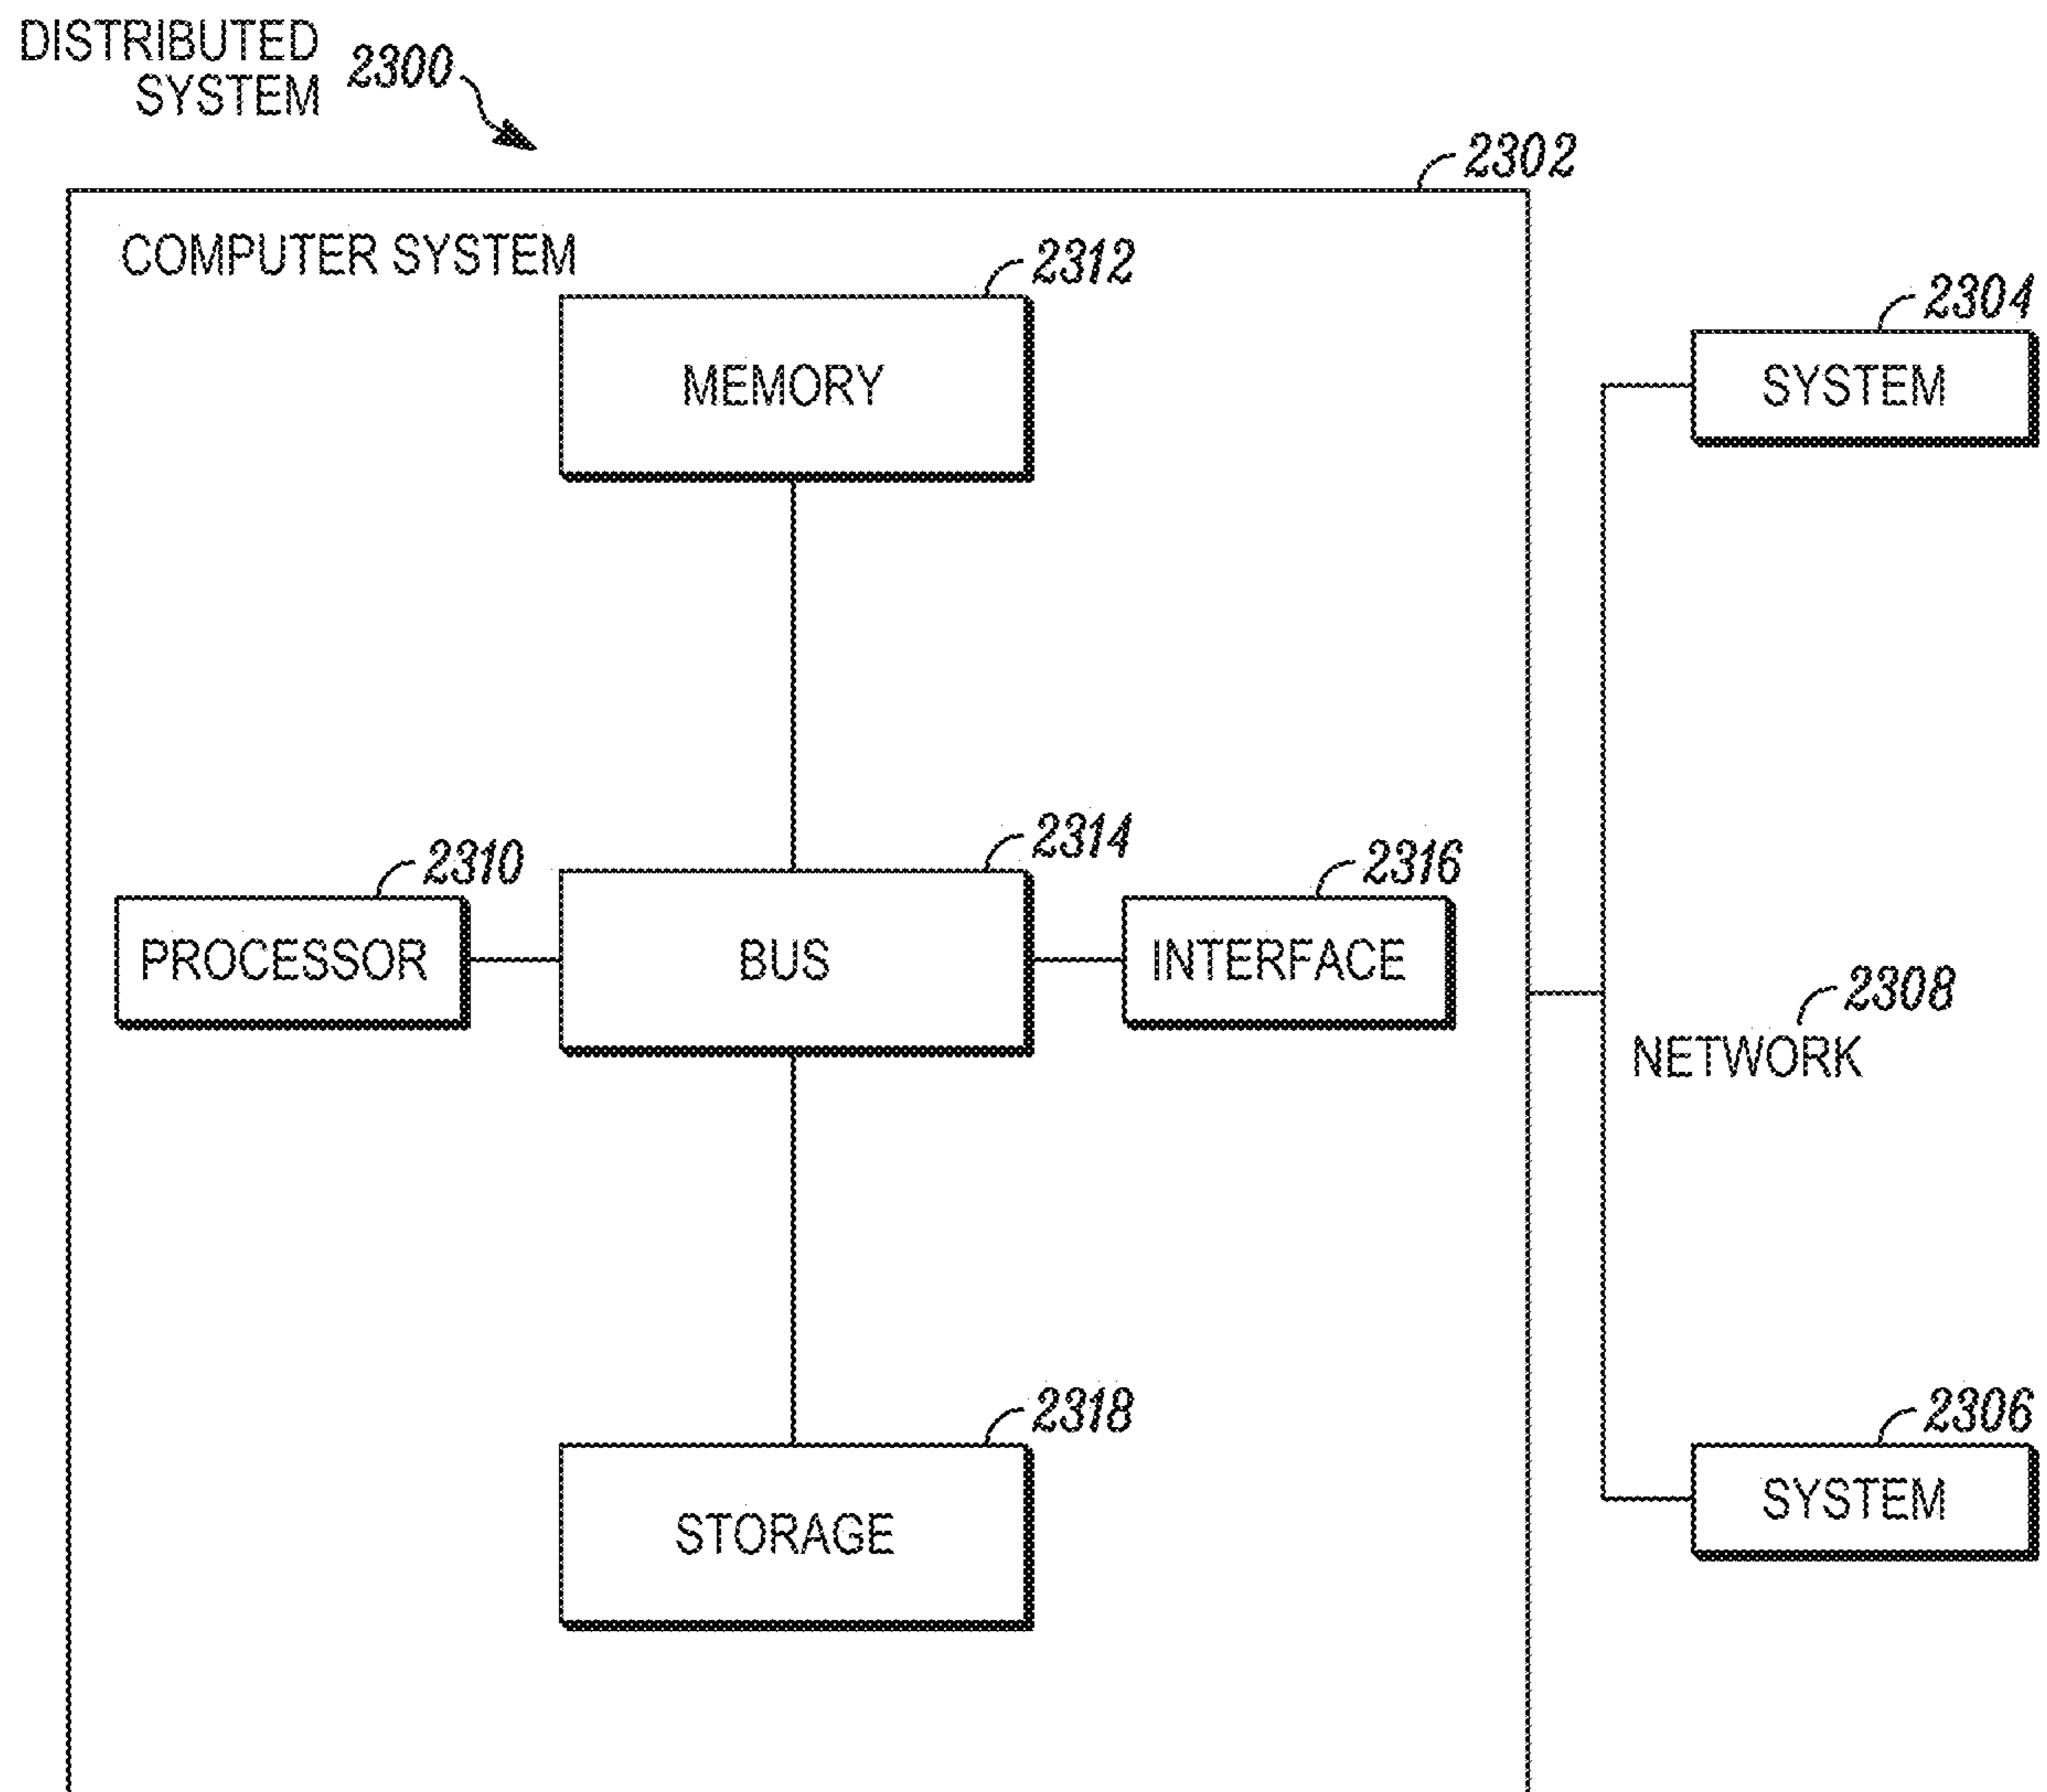 DISTRIBUTED
SYSTEM
2300
2302
COMPUTER SYSTEM
2312
MEMORY
2304
SYSTEM
2310
PROCESSOR
2314
BUS
2316
INTERFACE
2308
NETWORK
2318
STORAGE
2306
SYSTEM